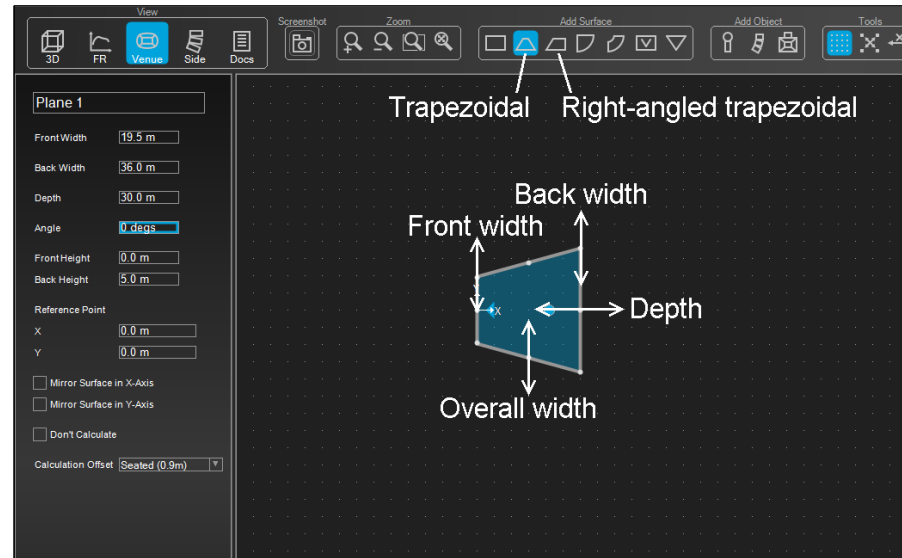 View
Screenshot
Zoom
Add Surface
Add Object
Tools
3D
FR
Venue
Side
Docs
Trapezoidal
Right-angled trapezoidal
Plane 1
Front Width 19.5 m
Back Width 36.0 m
Depth 30.0 m
Angle 0 degs
Front Height 0.0 m
Back Height 5.0 m
Reference Point
X 0.0 m
Y 0.0 m
Mirror Surface in X-Axis
Mirror Surface in Y-Axis
Don't Calculate
Calculation Offset Seated (0.9m)
Back width
Front width
X
Depth
Overall width